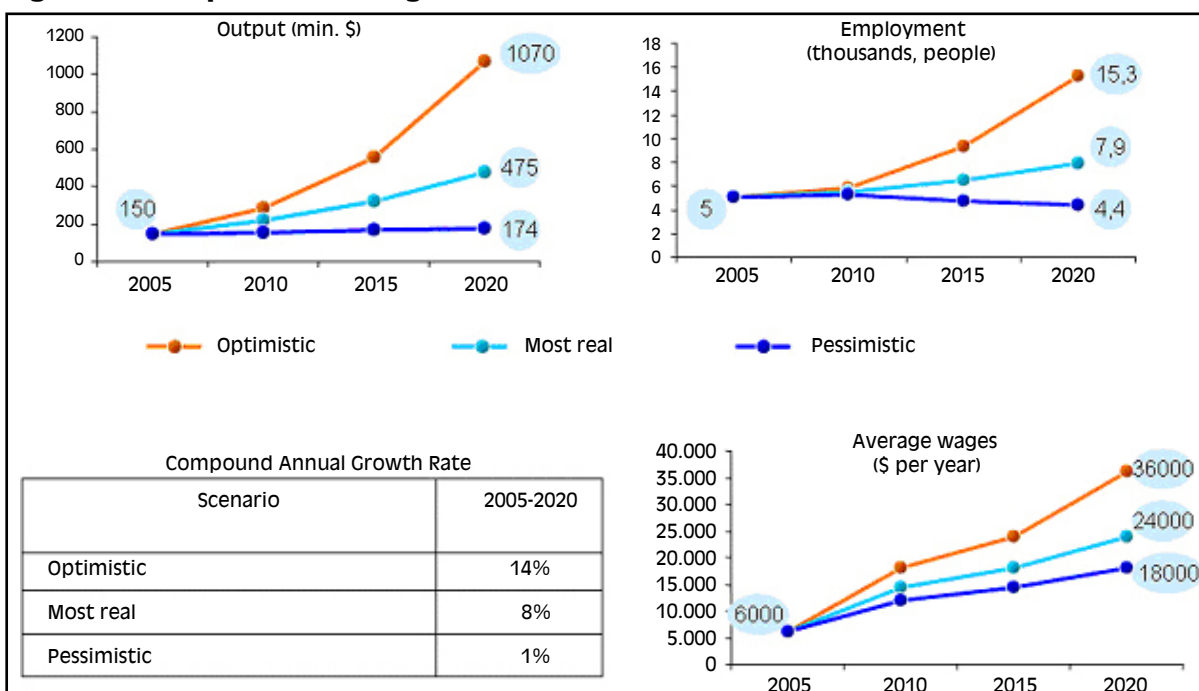 Output (min. $)
1200
1000
800
600
400
200
0
150
1070
475
174
2005 2010 2015 2020
Employment
(thousands, people)
18
16
14
12
10
8
6
4
2
0
5
15,3
7,9
4,4
2005 2010 2015 2020
Optimistic Most real Pessimistic
Compound Annual Growth Rate
Scenario 2005-2020
Optimistic 14%
Most real 8%
Pessimistic 1%
Average wages
($ per year)
40.000
35.000
30.000
25.000
20.000
15.000
10.000
5.000
0
6000
36000
24000
18000
2005 2010 2015 2020